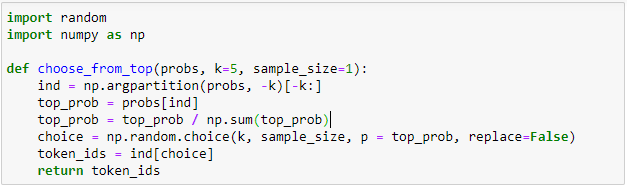 import random
import numpy as np
def choose_from_top(probs, k=5, sample_size=1):
    ind = np.argpartition(probs, -k)[-k:]
    top_prob = probs[ind]
    top_prob = top_prob / np.sum(top_prob)
    choice = np.random.choice(k, sample_size, p = top_prob, replace=False)
    token_ids = ind[choice]
    return token_ids